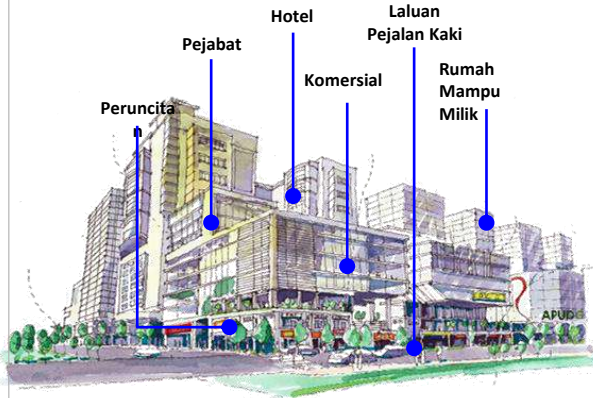 Hotel
Laluan
Pejalan Kaki
Pejabat
Komersial
Rumah
Mampu
Milik
Peruncita
n
APUDG